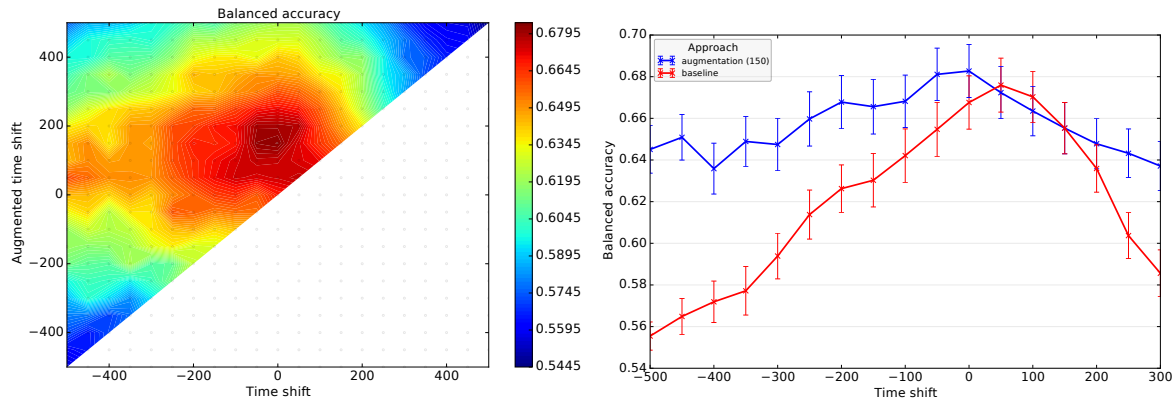 Balanced accuracy
Augmented time shift
400
200
0
−200
−400
−400 −200 0 200 400
Time shift
0.6795
0.6645
0.6495
0.6345
0.6195
0.6045
0.5895
0.5745
0.5595
0.5445
Balanced accuracy
0.70
0.68
0.66
0.64
0.62
0.60
0.58
0.56
0.54
Approach
augmentation (150)
baseline
−500 −400 −300 −200 −100 0 100 200 300
Time shift